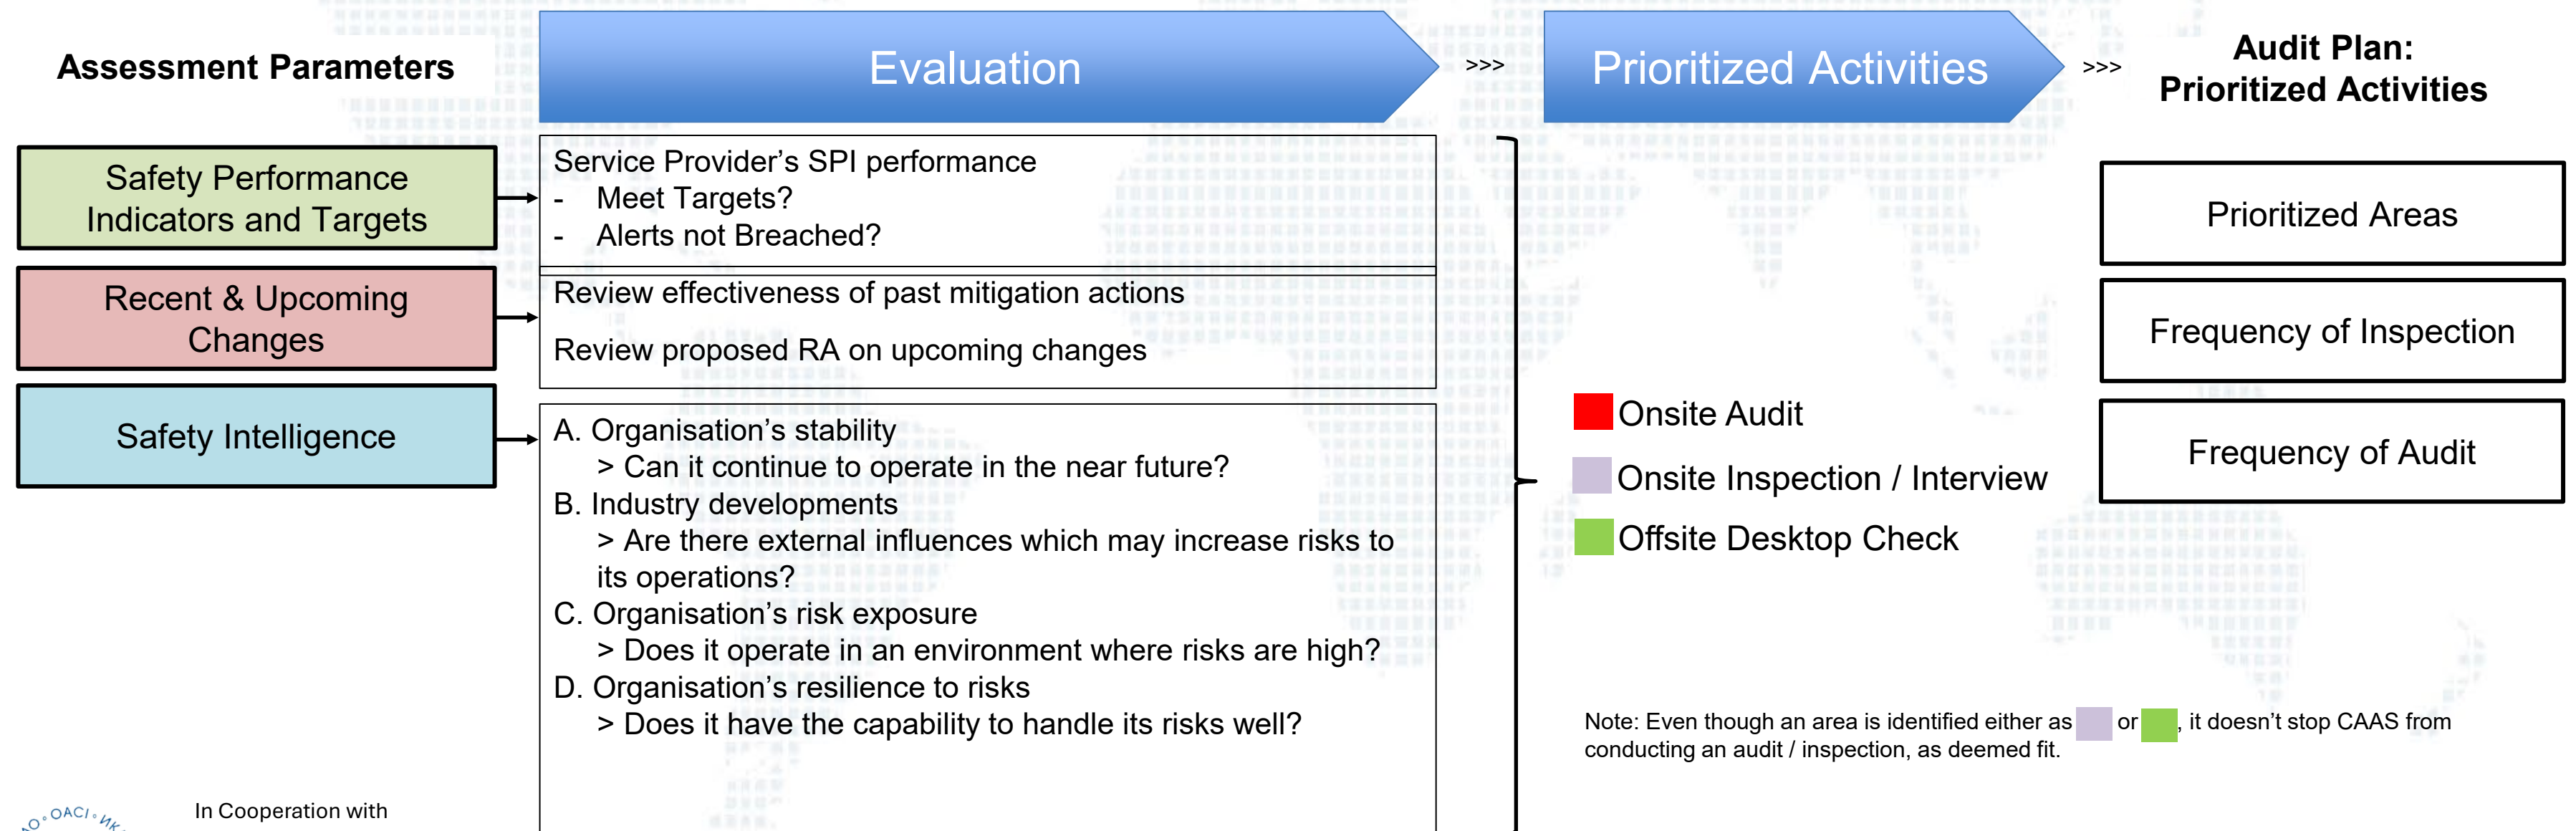 Assessment Parameters
Evaluation
>>>
Prioritized Activities
>>>
Audit Plan:
Prioritized Activities
Safety Performance
Indicators and Targets
Service Provider’s SPI performance
- Meet Targets?
- Alerts not Breached?
Recent & Upcoming
Changes
Review effectiveness of past mitigation actions
Review proposed RA on upcoming changes
Safety Intelligence
A. Organisation’s stability
> Can it continue to operate in the near future?
B. Industry developments
> Are there external influences which may increase risks to
its operations?
C. Organisation’s risk exposure
> Does it operate in an environment where risks are high?
D. Organisation’s resilience to risks
> Does it have the capability to handle its risks well?
Onsite Audit
Onsite Inspection / Interview
Offsite Desktop Check
Prioritized Areas
Frequency of Inspection
Frequency of Audit
Note: Even though an area is identified either as or , it doesn’t stop CAAS from
conducting an audit / inspection, as deemed fit.
In Cooperation with
OACI